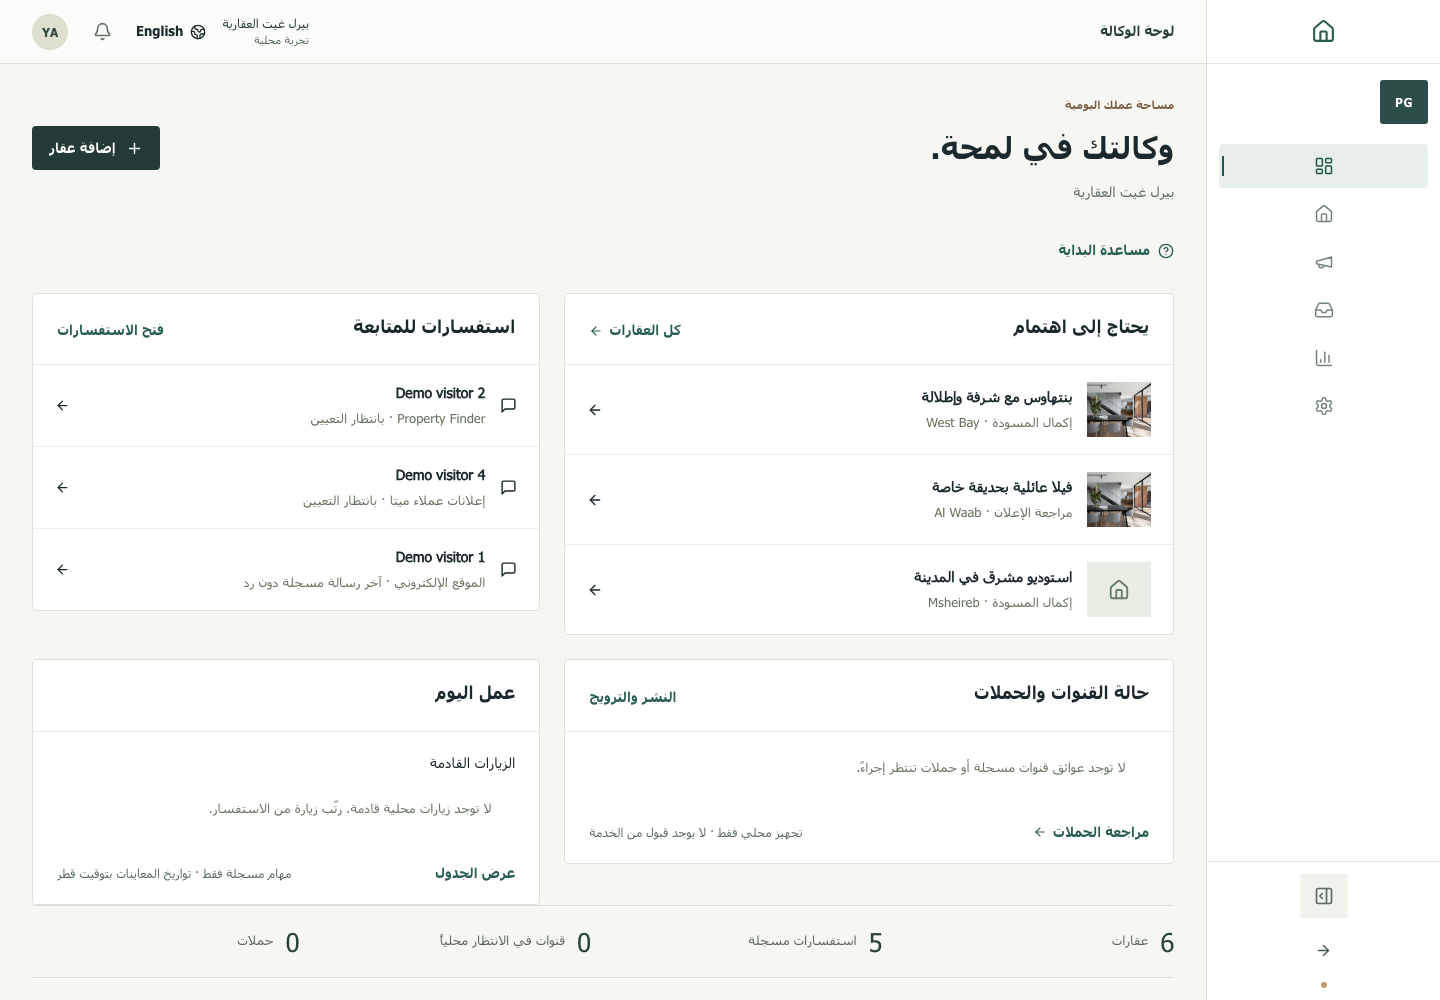 لوحة الوكالة
بيرل غيت العقارية
تجربة محلية
English
YA
PG
مساحة عملك اليومية
وكالتك في لمحة.
بيرل غيت العقارية
إضافة عقار
مساعدة البداية
يحتاج إلى اهتمام
كل العقارات
بنتهاوس مع شرفة وإطلالة
إكمال المسودة · West Bay
فيلا عائلية بحديقة خاصة
مراجعة الإعلان · Al Waab
استوديو مشرق في المدينة
إكمال المسودة · Msheireb
استفسارات للمتابعة
فتح الاستفسارات
Demo visitor 2
Property Finder · بانتظار التعيين
Demo visitor 4
إعلانات عملاء ميتا · بانتظار التعيين
Demo visitor 1
الموقع الإلكتروني · آخر رسالة مسجلة دون رد
حالة القنوات والحملات
النشر والترويج
لا توجد عوائق قنوات مسجلة أو حملات تنتظر إجراءً.
مراجعة الحملات
تجهيز محلي فقط · لا يوجد قبول من الخدمة
عمل اليوم
الزيارات القادمة
لا توجد زيارات محلية قادمة. رتّب زيارة من الاستفسار.
عرض الجدول
مهام مسجلة فقط · تواريخ المعاينات بتوقيت قطر
6 عقارات
5 استفسارات مسجلة
0 قنوات في الانتظار محلياً
0 حملات